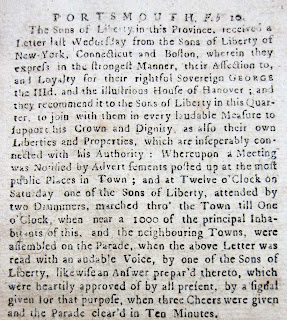 PORTSMOUTH, Feb 10.
The Sons of Liberty in this Province, received a
Letter last Wednesday from the Sons of Liberty of
New-York, Connecticut and Boston, wherein they
express in the strongest Manner, their Affection to,
and Loyalty for their rightful Sovereign GEORGE
the IIId. and the illustrious House of Hanover; and
they recommend it to the Sons of Liberty in this Quar-
ter, to join with them in every laudable Measure to
support his Crown and Dignity, as also their own
Liberties and Properties, which are inseperably con-
nected with his Authority: Whereupon a Meeting
was Notified by Advertisements posted up at the most
public Places in Town; and at Twelve o'Clock on
Saturday one of the Sons of Liberty, attended by
two Drummers, marched thro' the Town till One
o'Clock, when near a 1000 of the principal Inha-
bitants of this, and the neighbouring Towns, were
assembled on the Parade, when the above Letter was
read with an audable Voice, by one of the Sons of
Liberty, likewise an Answer prepar'd thereto, which
were heartily approved of by all present, by a signal
given for that purpose, when three Cheers were given
and the Parade clear'd in Ten Minutes.